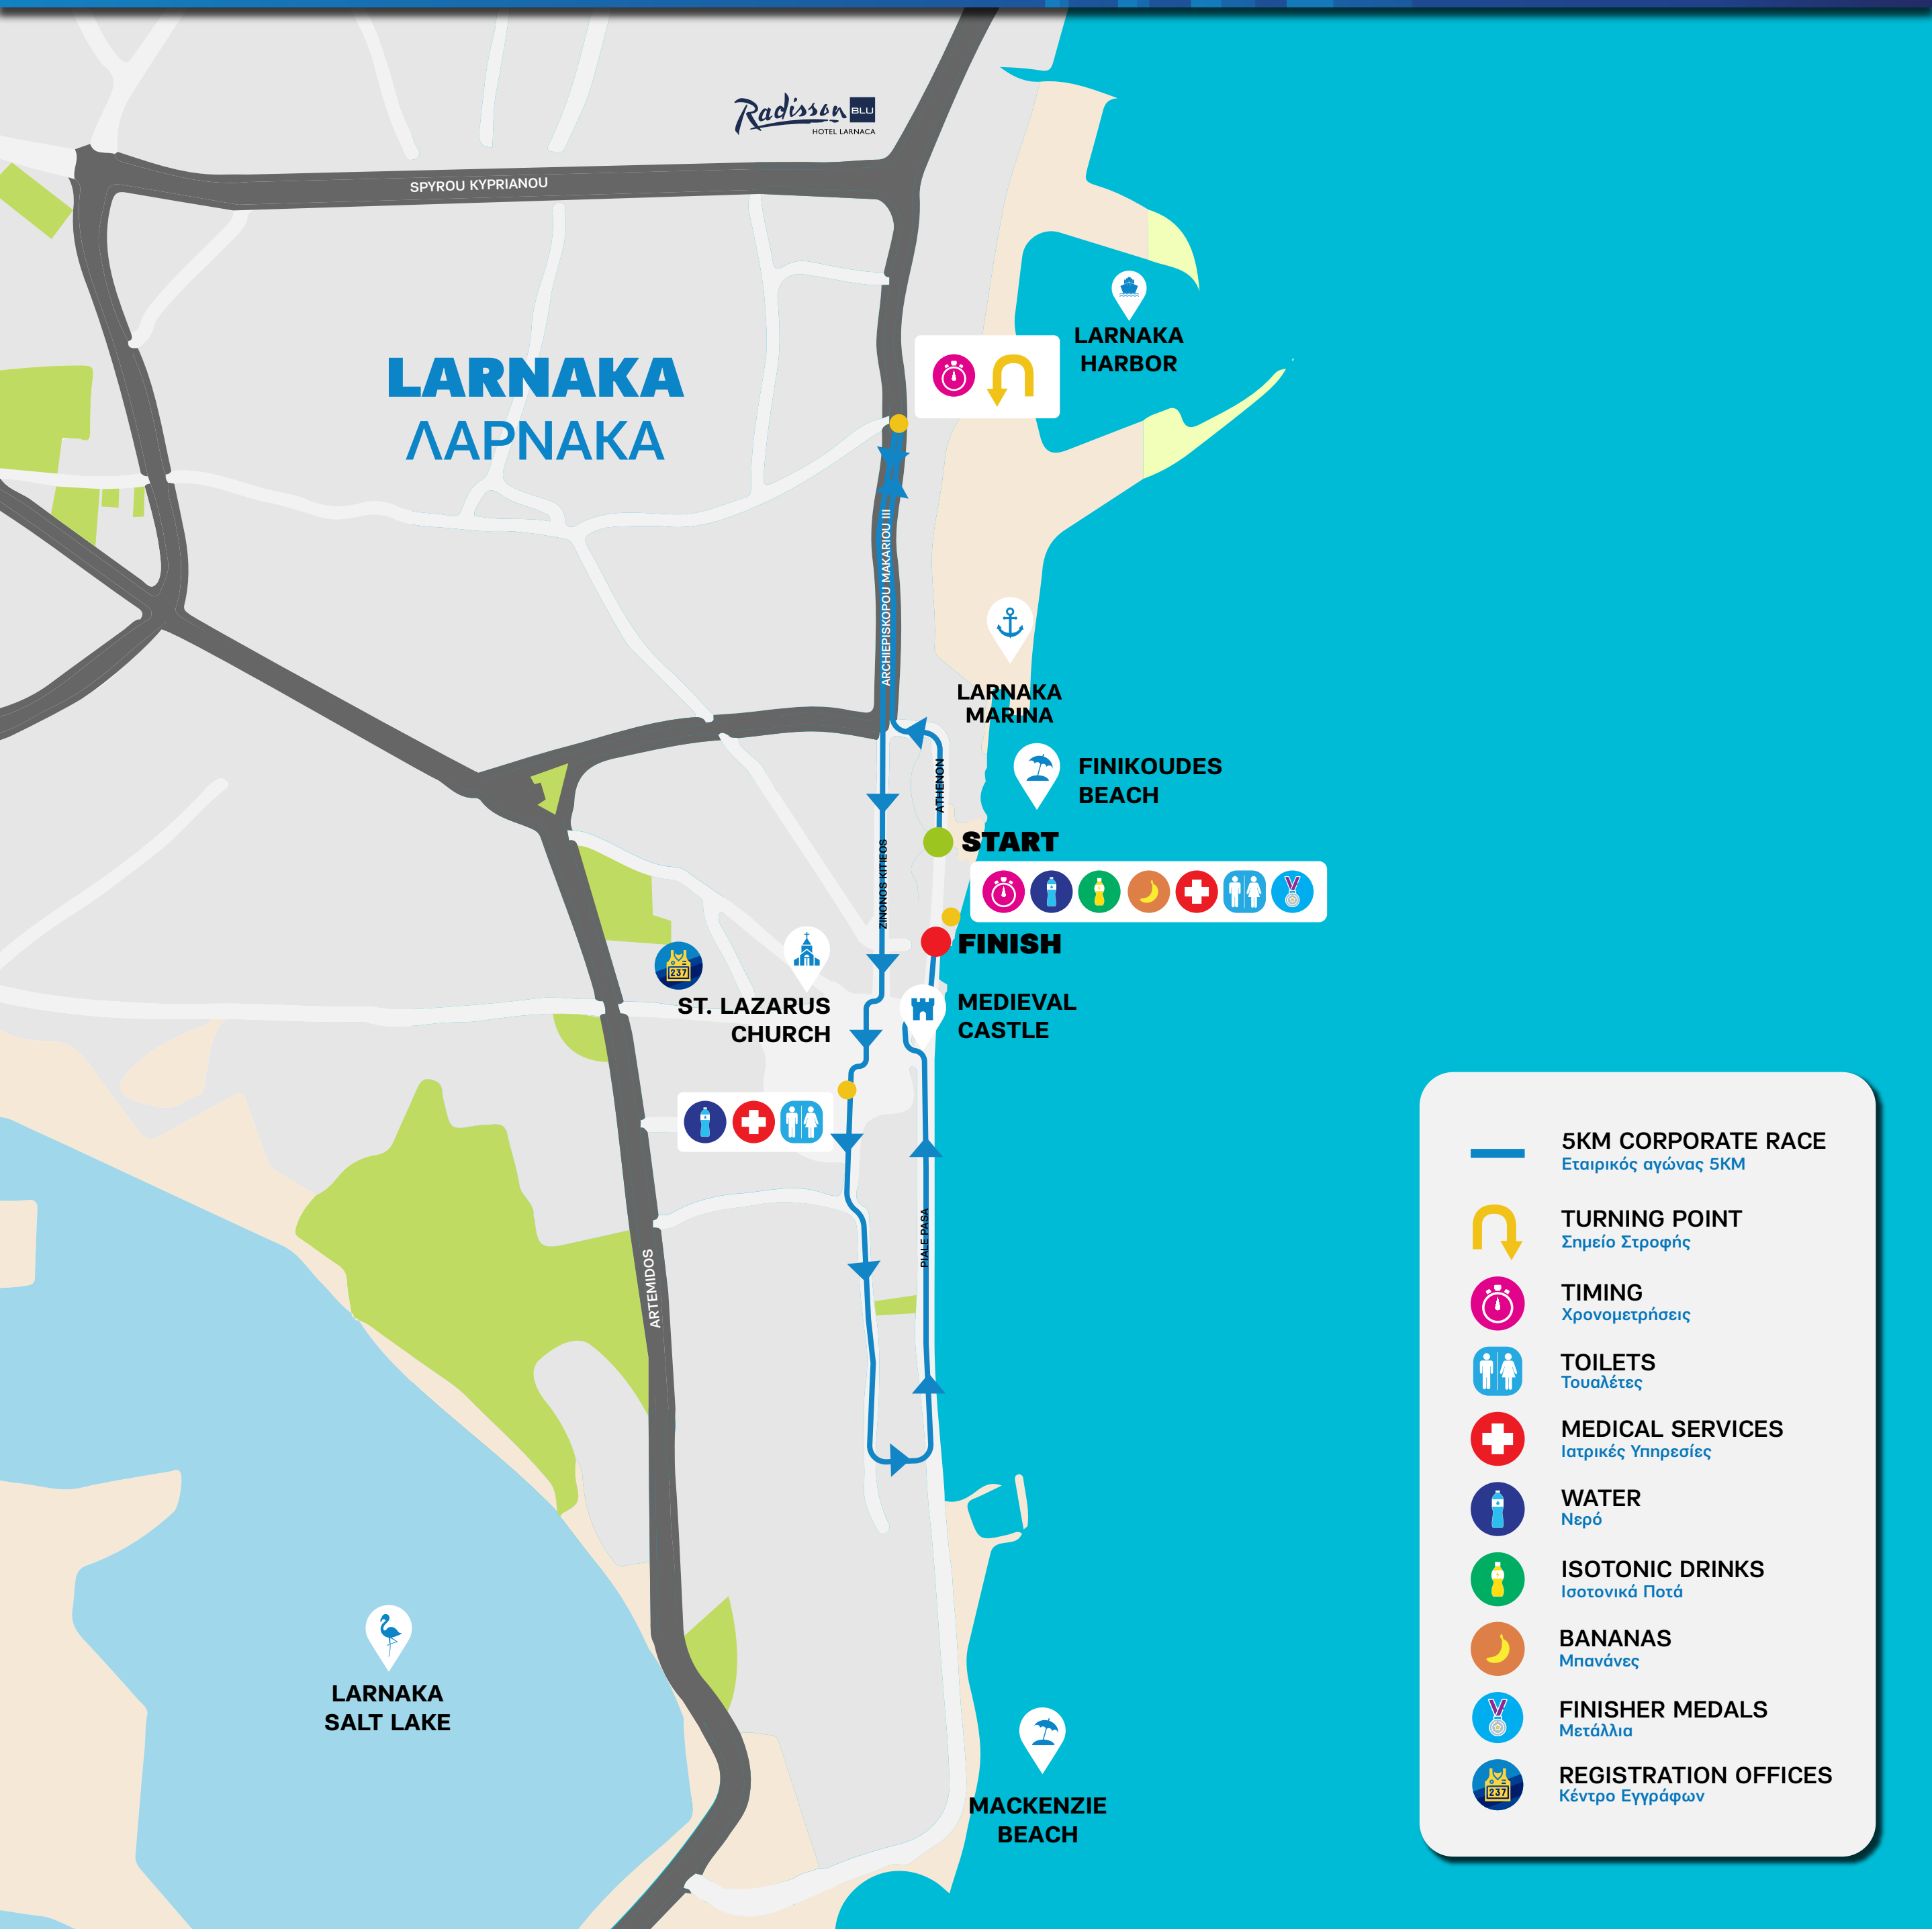 Radisson BLU
HOTEL LARNACA
SPYROU KYPRIANOU
LARNAKA
ΛΑΡΝΑΚΑ
LARNAKA
HARBOR
ARCHIEPISKOPOU MAKARIOU III
LARNAKA
MARINA
FINIKOUDES
BEACH
ATHENON
START
ZINONOS KITIEOS
FINISH
237
ST. LAZARUS
CHURCH
MEDIEVAL
CASTLE
PIALE PASA
ARTEMIDOS
LARNAKA
SALT LAKE
MACKENZIE
BEACH
5KM CORPORATE RACE
Εταιρικός αγώνας 5ΚΜ
TURNING POINT
Σημείο Στροφής
TIMING
Χρονομετρήσεις
TOILETS
Τουαλέτες
MEDICAL SERVICES
Ιατρικές Υπηρεσίες
WATER
Νερό
ISOTONIC DRINKS
Ισοτονικά Ποτά
BANANAS
Μπανάνες
FINISHER MEDALS
Μετάλλια
237
REGISTRATION OFFICES
Κέντρο Εγγράφων